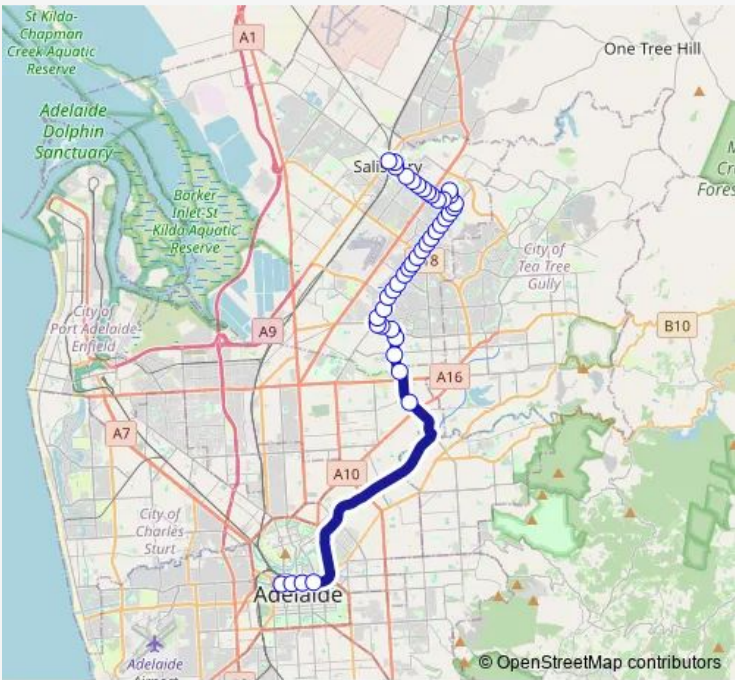 St Kilda-
Chapman
Creek Aquatic
Reserve
A1
One Tree Hill
Adelaide
Dolphin
Sanctuary
Salisbury
Barker
Inlet-St
Kilda Aquatic
Reserve
City of
Tea Tree
Gully
City of
Port Adelaide
Enfield
A9
B10
A16
A7
A10
City of
Charles
Sturt
Adelaide
Adelaide
© OpenStreetMap contributors